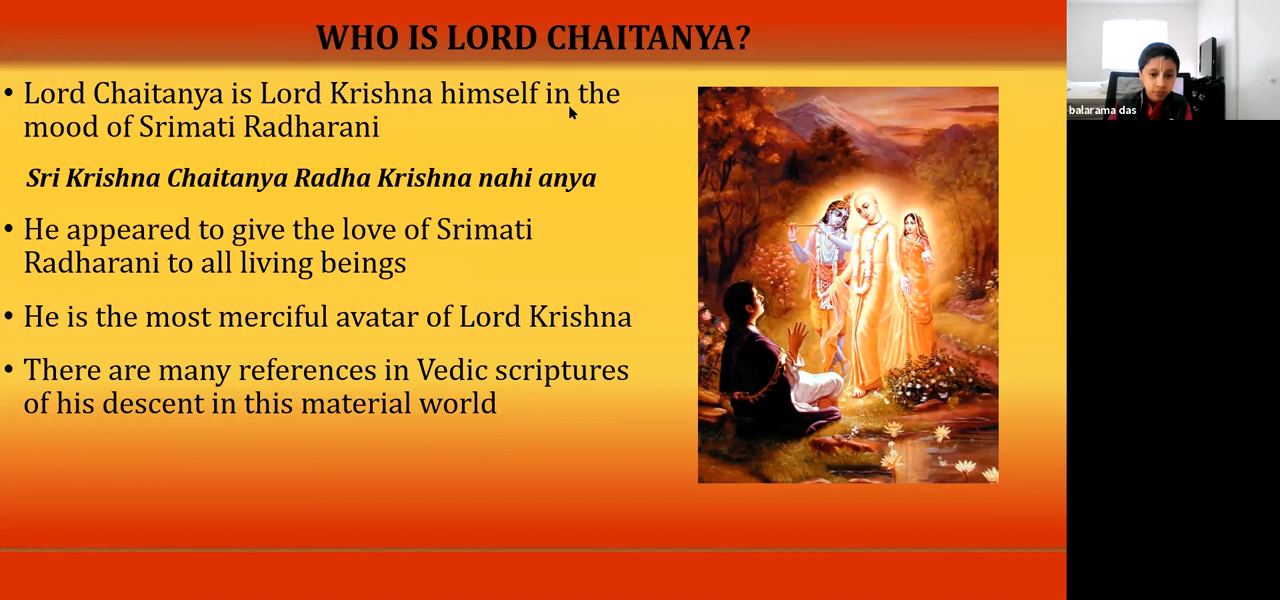 WHO IS LORD CHAITANYA?
• Lord Chaitanya is Lord Krishna himself in the
mood of Srimati Radharani
Sri Krishna Chaitanya Radha Krishna nahi anya
• He appeared to give the love of Srimati
Radharani to all living beings
• He is the most merciful avatar of Lord Krishna
• There are many references in Vedic scriptures
of his descent in this material world
balarama das